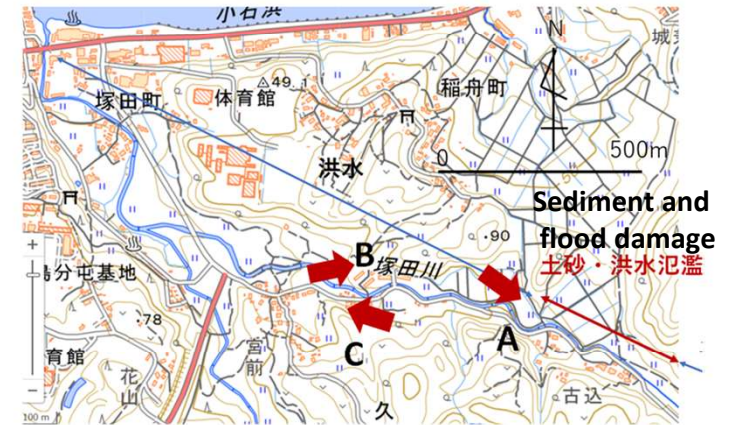 小石浜
N
城
塚田町
体育館
49.1
稲舟町
0
500m
洪水
Sediment and
flood damage
土砂・洪水氾濫
・90
B
塚田川
+
分屯基地
・78
A
C
宮前
育館
花山
−
古込
久
100 m